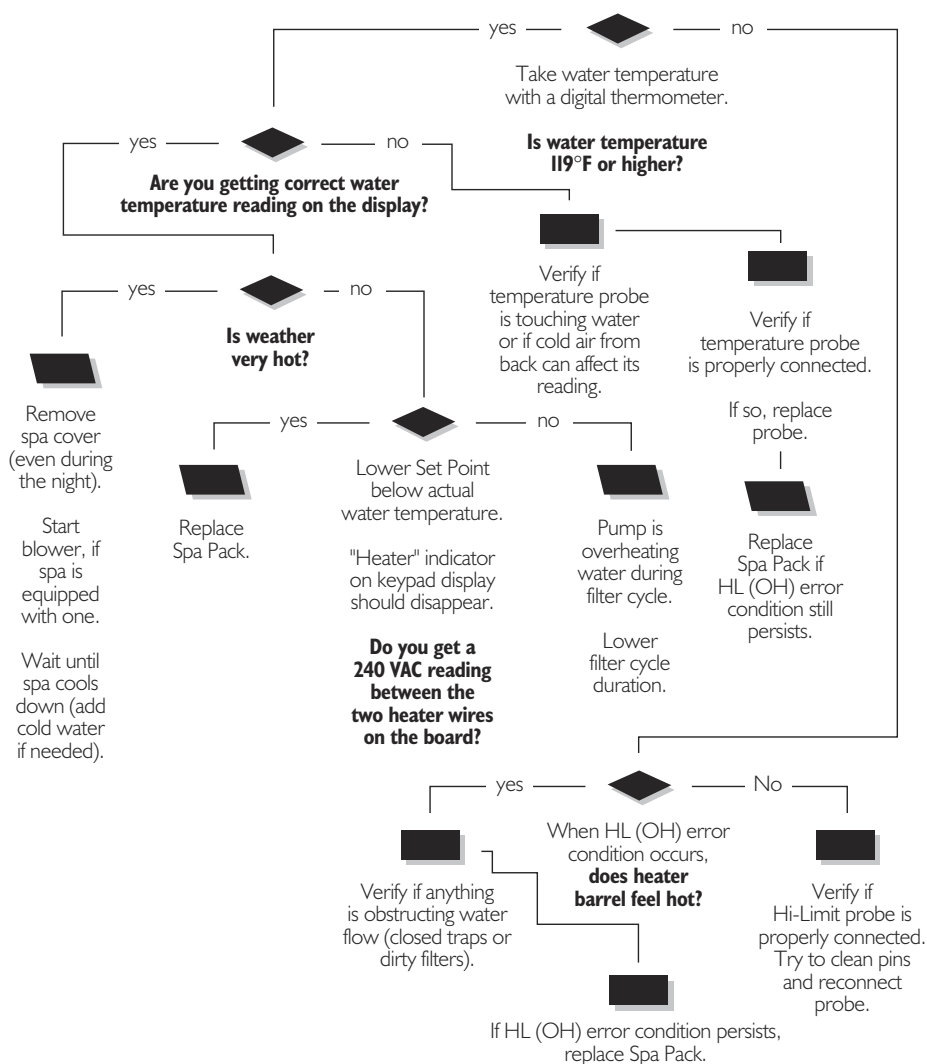 yes
no
Take water temperature
with a digital thermometer.
Is water temperature
119°F or higher?
yes
no
Are you getting correct water
temperature reading on the display?
Verify if
temperature probe
is touching water
or if cold air from
back can affect its
reading.
Verify if
temperature probe
is properly connected.
If so, replace
probe.
Replace
Spa Pack if
HL (OH) error
condition still
persists.
yes
no
Is weather
very hot?
Remove
spa cover
(even during
the night).
Start
blower, if
spa is
equipped
with one.
Wait until
spa cools
down (add
cold water
if needed).
yes
no
Lower Set Point
below actual
water temperature.
"Heater" indicator
on keypad display
should disappear.
Do you get a
240 VAC reading
between the
two heater wires
on the board?
Replace
Spa Pack.
Pump is
overheating
water during
filter cycle.
Lower
filter cycle
duration.
yes
No
When HL (OH) error
condition occurs,
does heater
barrel feel hot?
Verify if anything
is obstructing water
flow (closed traps or
dirty filters).
If HL (OH) error condition persists,
replace Spa Pack.
Verify if
Hi-Limit probe is
properly connected.
Try to clean pins
and reconnect
probe.